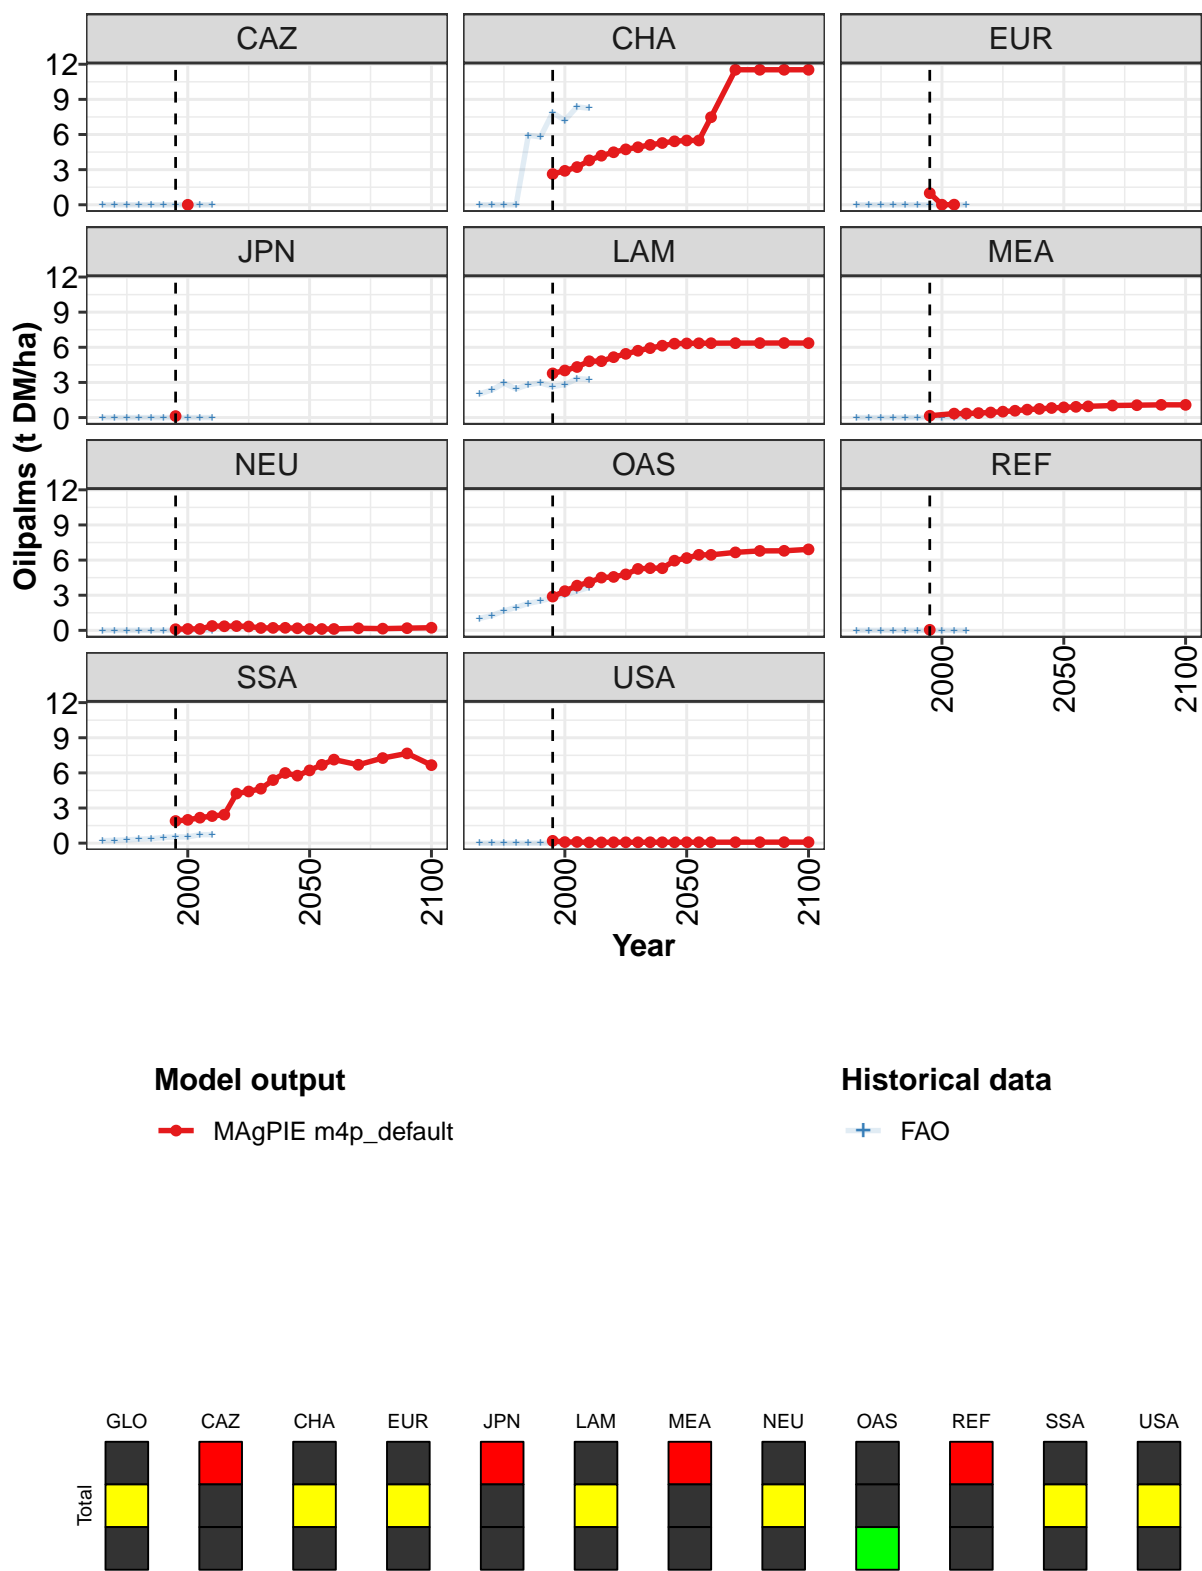 CAZ CHA EUR
12
9
6
3
0
JPN LAM MEA
12
9
6
3
0
Oilpalms (t DM/ha)
NEU OAS REF
12
9
6
3
0
2000 2050 2100
SSA USA
12
9
6
3
0
2000 2050 2100 2000 2050 2100
Year
Model output Historical data
MAgPIE m4p_default FAO
GLO CAZ CHA EUR JPN LAM MEA NEU OAS REF SSA USA
Total